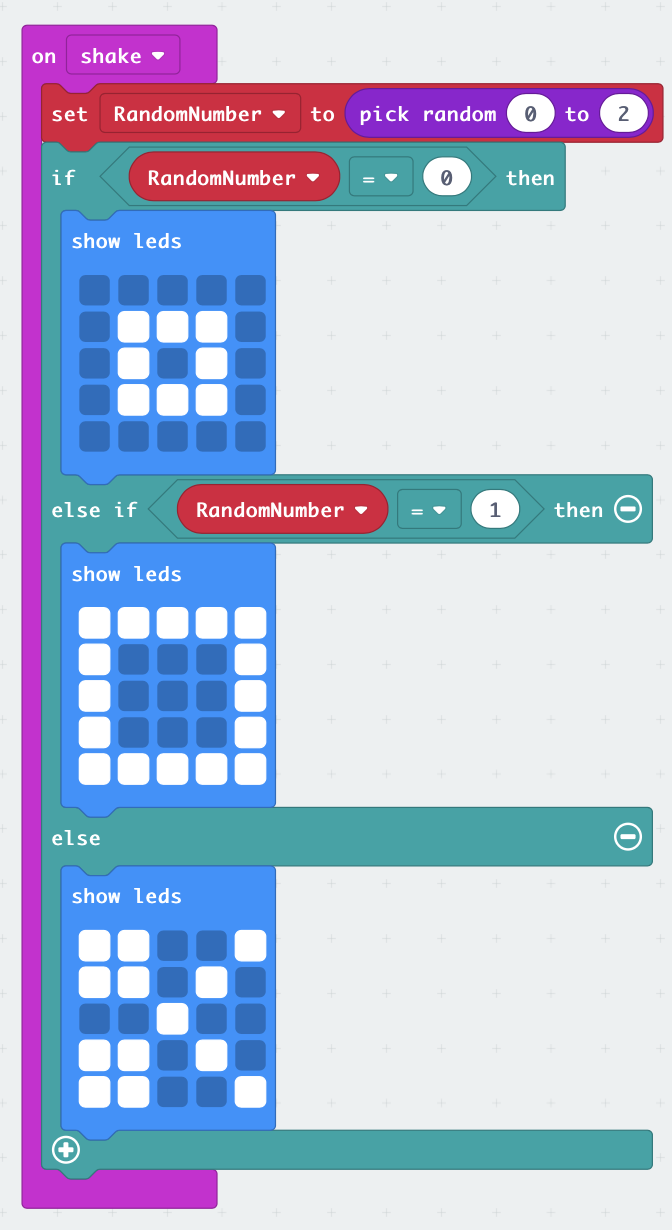 on shake
set RandomNumber to pick random 0 to 2
if RandomNumber = 0 then
show leds
else if RandomNumber = 1 then
show leds
else
show leds